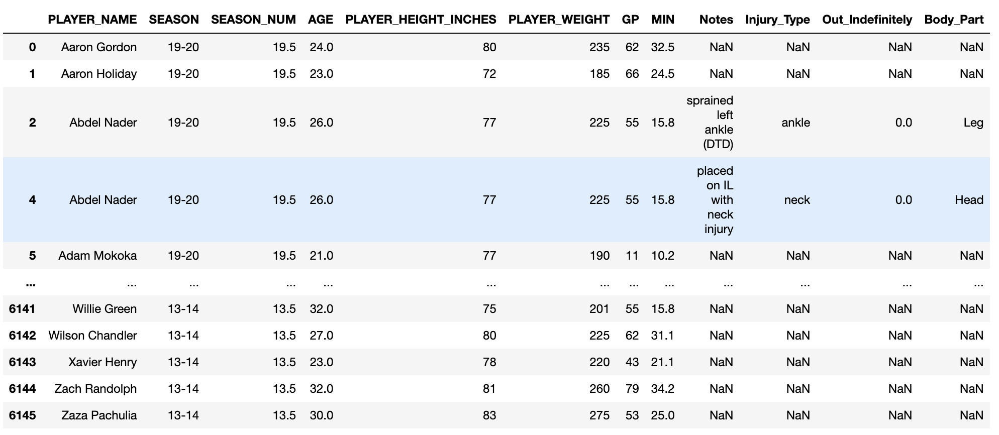 PLAYER_NAME SEASON SEASON_NUM AGE PLAYER_HEIGHT_INCHES PLAYER_WEIGHT GP MIN Notes Injury_Type Out_Indefinitely Body_Part
0 Aaron Gordon 19-20 19.5 24.0 80 235 62 32.5 NaN NaN NaN NaN
1 Aaron Holiday 19-20 19.5 23.0 72 185 66 24.5 NaN NaN NaN NaN
sprained
left
2 Abdel Nader 19-20 19.5 26.0 77 225 55 15.8 ankle 0.0 Leg
ankle
(DTD)
placed
on IL
4 Abdel Nader 19-20 19.5 26.0 77 225 55 15.8 with neck 0.0 Head
neck
injury
5 Adam Mokoka 19-20 19.5 21.0 77 190 11 10.2 NaN NaN NaN NaN
... ... ... ... ... ... ... ... ... ... ... ... ...
6141 Willie Green 13-14 13.5 32.0 75 201 55 15.8 NaN NaN NaN NaN
6142 Wilson Chandler 13-14 13.5 27.0 80 225 62 31.1 NaN NaN NaN NaN
6143 Xavier Henry 13-14 13.5 23.0 78 220 43 21.1 NaN NaN NaN NaN
6144 Zach Randolph 13-14 13.5 32.0 81 260 79 34.2 NaN NaN NaN NaN
6145 Zaza Pachulia 13-14 13.5 30.0 83 275 53 25.0 NaN NaN NaN NaN